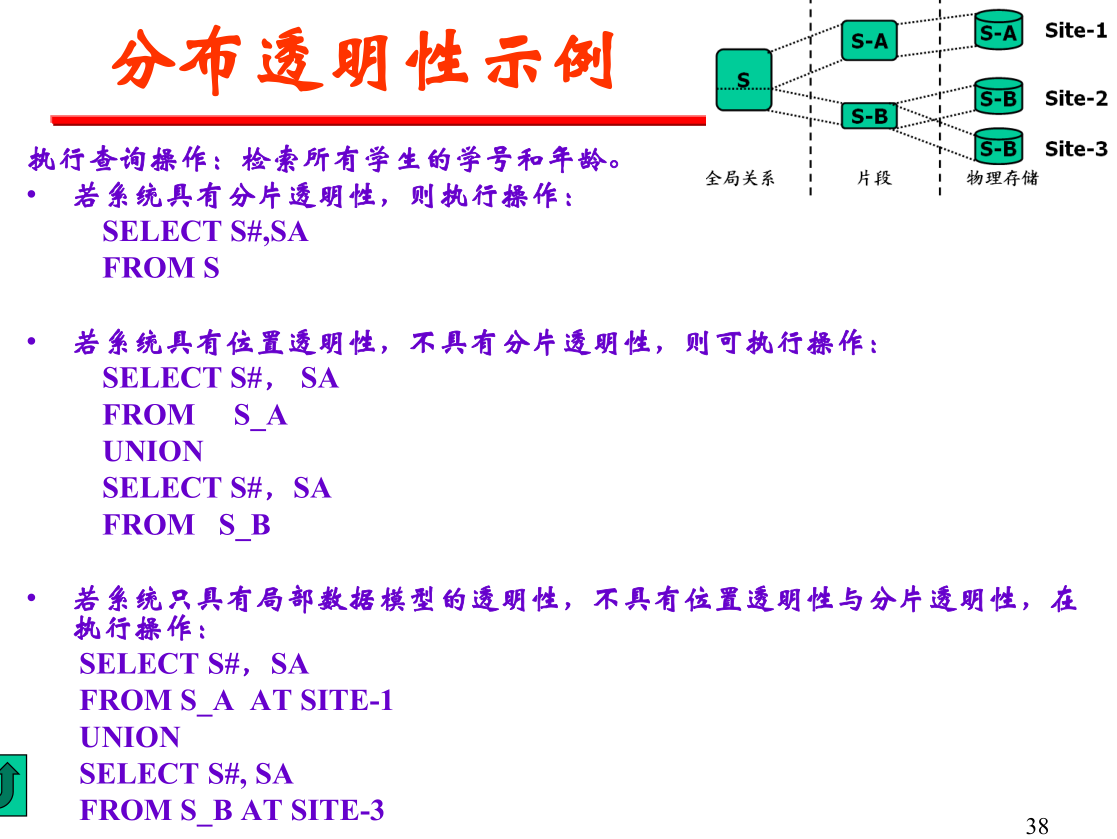 分布透明性示例
S
S-A
S-B
S-A
S-B
S-B
Site-1
Site-2
Site-3
全局关系
片段
物理存储
执行查询操作：检索所有学生的学号和年龄。
• 若系统具有分片透明性，则执行操作：
SELECT S#,SA
FROM S
• 若系统具有位置透明性，不具有分片透明性，则可执行操作：
SELECT S#， SA
FROM S_A
UNION
SELECT S#，SA
FROM S_B
• 若系统只具有局部数据模型的透明性，不具有位置透明性与分片透明性，在
执行操作：
SELECT S#，SA
FROM S_A AT SITE-1
UNION
SELECT S#, SA
FROM S_B AT SITE-3
38